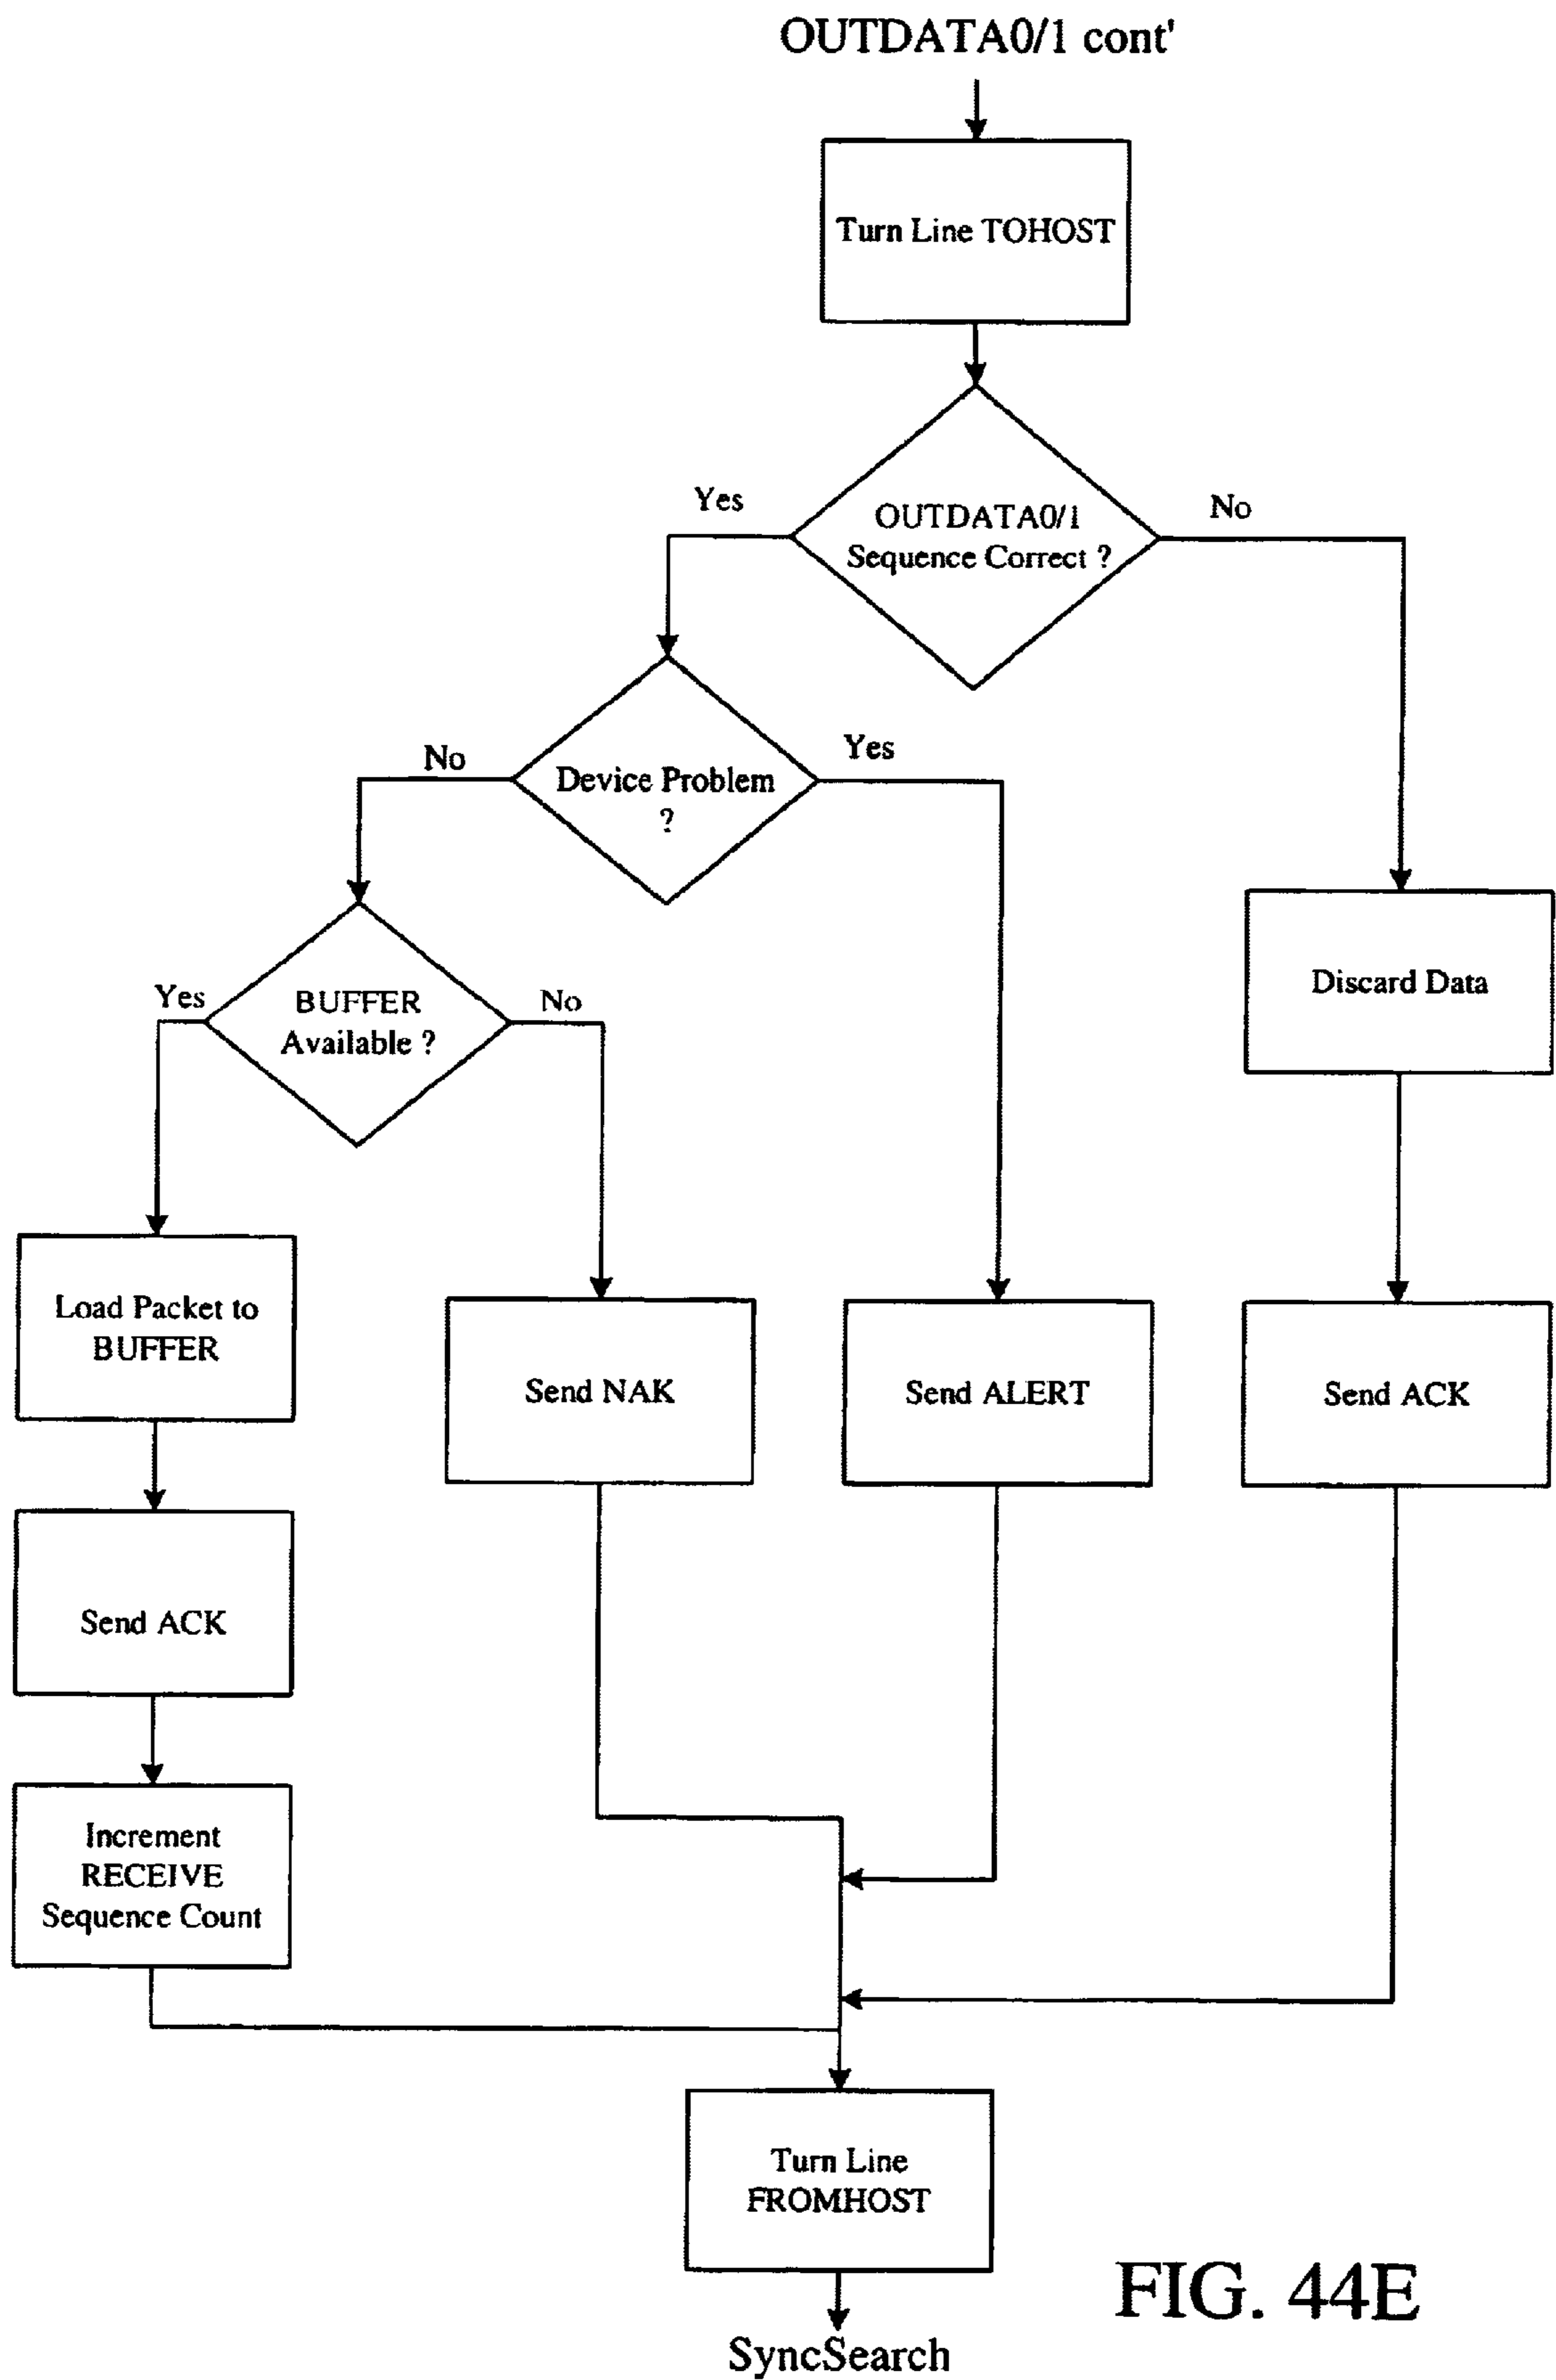 OUTDATA0/1 cont'
Turn Line TOHOST
Yes
No
OUTDATA0/1
Sequence Correct ?
No
Yes
Device Problem
?
Yes
No
BUFFER
Available ?
Discard Data
Load Packet to
BUFFER
Send NAK
Send ALERT
Send ACK
Send ACK
Increment
RECEIVE
Sequence Count
Turn Line
FROMHOST
FIG. 44E
SyncSearch